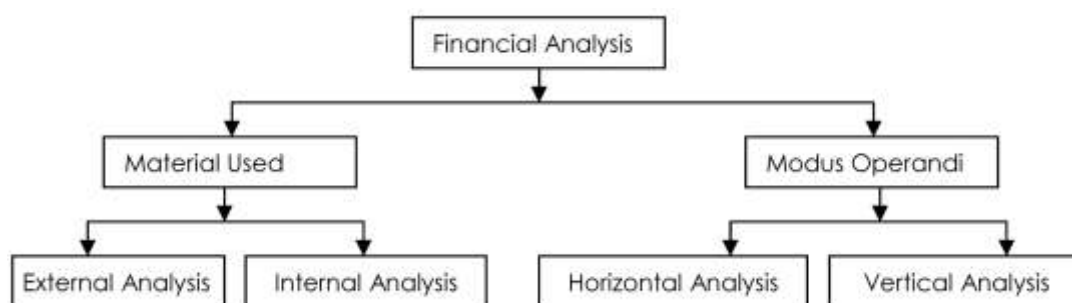 Financial Analysis
Material Used
Modus Operandi
External Analysis
Internal Analysis
Horizontal Analysis
Vertical Analysis